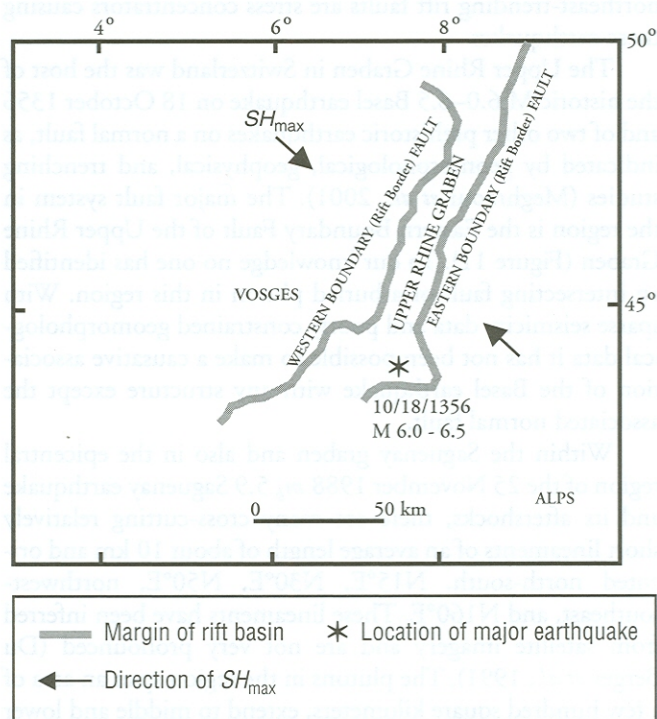 4°
6°
8°
50°
SHmax
WESTERN BOUNDARY (Rift Border) FAULT
UPPER RHINE GRABEN
EASTERN BOUNDARY (Rift Border) FAULT
VOSGES
45°
10/18/1356
M 6.0 - 6.5
0 50 km
ALPS
Margin of rift basin
Location of major earthquake
Direction of SHmax